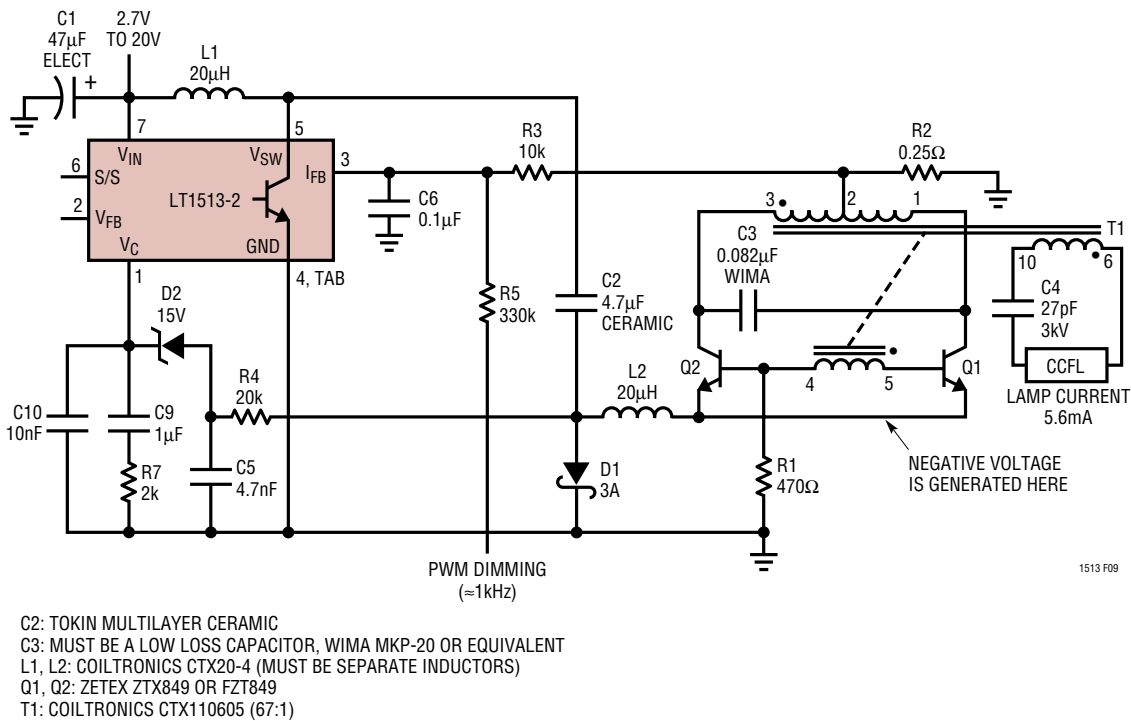 C1
47µF
ELECT
+
2.7V
TO 20V
L1
20µH
7
5
VIN
VSW
6
S/S
IFB
3
LT1513-2
2
VFB
VC
GND
1
4, TAB
R3
10k
C6
0.1µF
R2
0.25Ω
3
2
1
T1
C3
0.082µF
WIMA
10
6
C4
27pF
3kV
CCFL
LAMP CURRENT
5.6mA
D2
15V
R5
330k
C2
4.7µF
CERAMIC
Q2
4
5
Q1
R4
20k
L2
20µH
C10
10nF
C9
1µF
R7
2k
C5
4.7nF
D1
3A
R1
470Ω
NEGATIVE VOLTAGE
IS GENERATED HERE
PWM DIMMING
(≈1kHz)
1513 F09
C2: TOKIN MULTILAYER CERAMIC
C3: MUST BE A LOW LOSS CAPACITOR, WIMA MKP-20 OR EQUIVALENT
L1, L2: COILTRONICS CTX20-4 (MUST BE SEPARATE INDUCTORS)
Q1, Q2: ZETEX ZTX849 OR FZT849
T1: COILTRONICS CTX110605 (67:1)